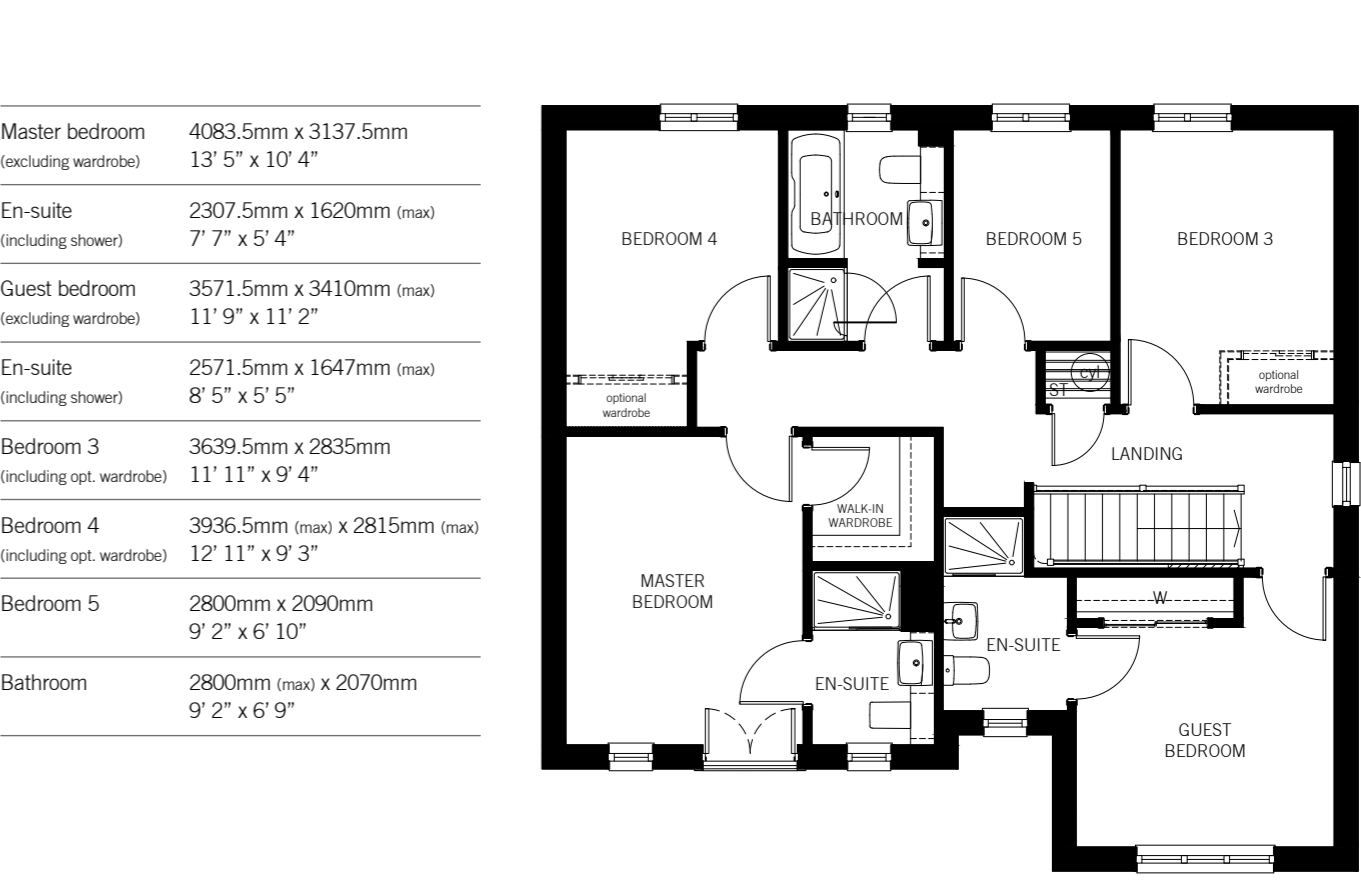 Master bedroom 4083.5mm x 3137.5mm
(excluding wardrobe) 13’ 5” x 10’ 4”
En-suite 2307.5mm x 1620mm (max)
(including shower) 7’ 7” x 5’ 4”
Guest bedroom 3571.5mm x 3410mm (max)
(excluding wardrobe) 11’ 9” x 11’ 2”
En-suite 2571.5mm x 1647mm (max)
(including shower) 8’ 5” x 5’ 5”
Bedroom 3 3639.5mm x 2835mm
(including opt. wardrobe) 11’ 11” x 9’ 4”
Bedroom 4 3936.5mm (max) x 2815mm (max)
(including opt. wardrobe) 12’ 11” x 9’ 3”
Bedroom 5 2800mm x 2090mm
9’ 2” x 6’ 10”
Bathroom 2800mm (max) x 2070mm
9’ 2” x 6’ 9”
BATHROOM
BEDROOM 4
BEDROOM 5
BEDROOM 3
cyl
ST
optional
wardrobe
optional
wardrobe
LANDING
WALK-IN
WARDROBE
MASTER
BEDROOM
W
EN-SUITE
EN-SUITE
GUEST
BEDROOM